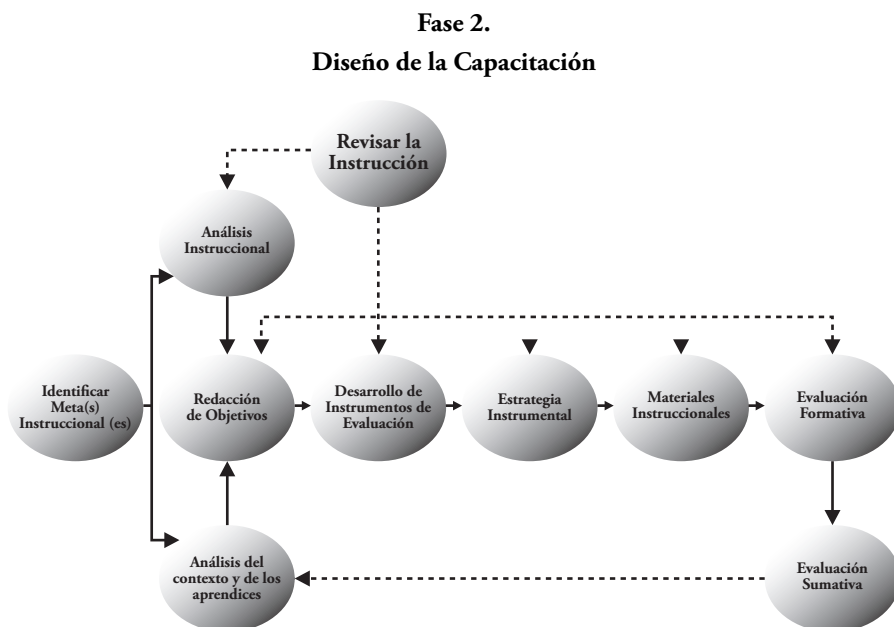 Fase 2.
Diseño de la Capacitación
Revisar la
Instrucción
Análisis
Instruccional
Identificar
Meta(s)
Instruccional (es)
Redacción
de Objetivos
Desarrollo de
Instrumentos de
Evaluación
Estrategia
Instrumental
Materiales
Instruccionales
Evaluación
Formativa
Análisis del
contexto y de los
aprendices
Evaluación
Sumativa